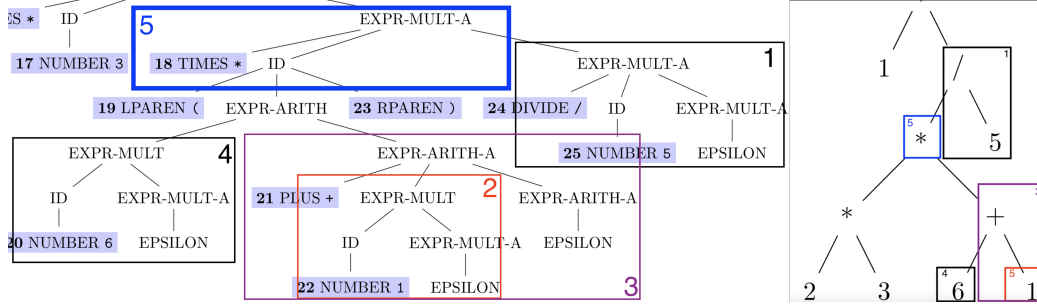 ES * ID 5 EXPR-MULT-A
17 NUMBER 3 18 TIMES * ID EXPR-MULT-A 1
19 LPAREN ( EXPR-ARITH 23 RPAREN ) 24 DIVIDE / ID EXPR-MULT-A
EXPR-MULT 4 EXPR-ARITH-A 25 NUMBER 5 EPSILON
ID EXPR-MULT-A 21 PLUS + EXPR-MULT 2 EXPR-ARITH-A
20 NUMBER 6 EPSILON ID EXPR-MULT-A EPSILON
22 NUMBER 1 EPSILON 3
1
1
5
* 5
* +
4 5
2 3 6 1